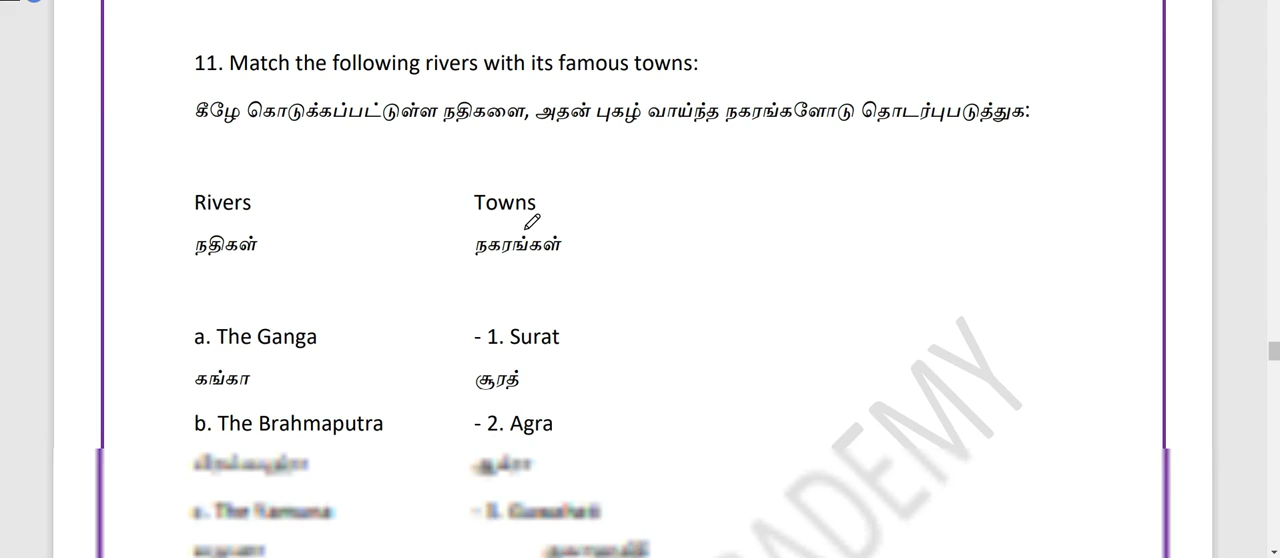 11. Match the following rivers with its famous towns:
கீழே கொடுக்கப்பட்டுள்ள நதிகளை, அதன் புகழ் வாய்ந்த நகரங்களோடு தொடர்புபடுத்துக:
Rivers Towns
நதிகள் நகரங்கள்
a. The Ganga - 1. Surat
கங்கா சூரத்
b. The Brahmaputra - 2. Agra
ADEMY